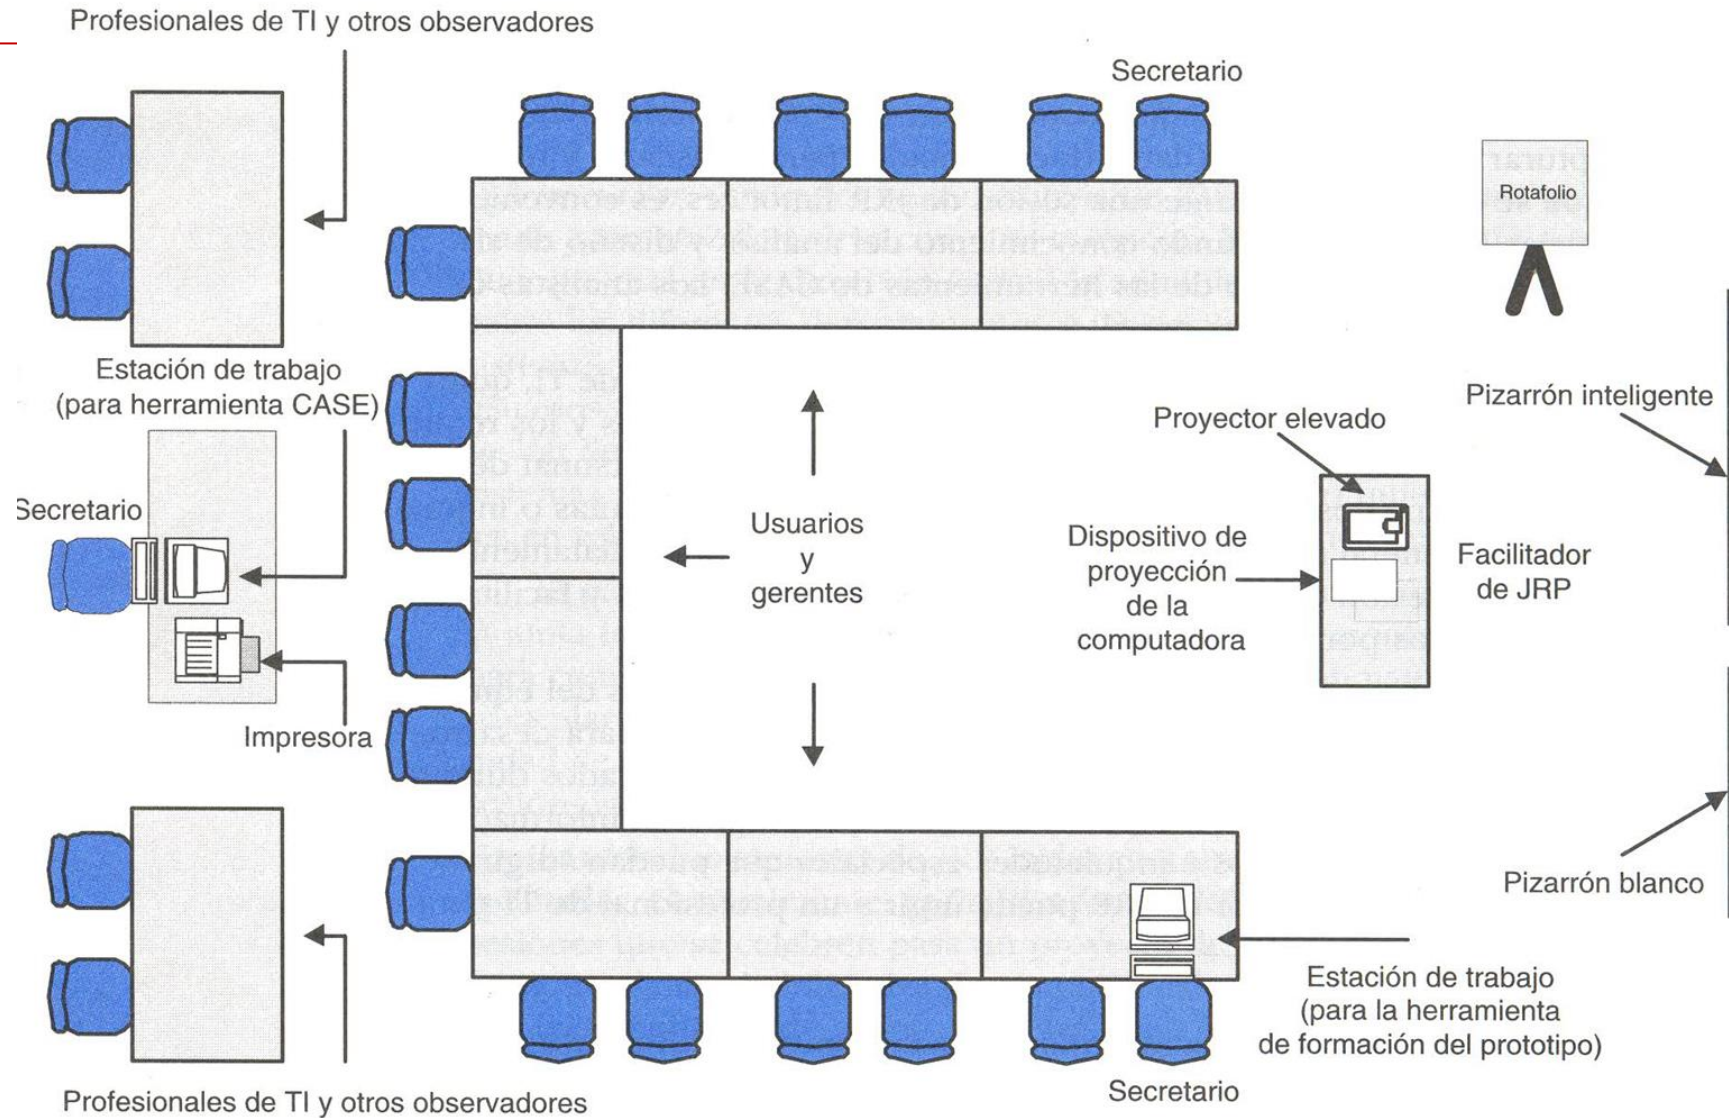 Profesionales de TI y otros observadores
Secretario
Rotafolio
Estación de trabajo
(para herramienta CASE)
Pizarrón inteligente
Proyector elevado
Secretario
Usuarios
y
gerentes
Dispositivo de
proyección
de la
computadora
Facilitador
de JRP
Impresora
Pizarrón blanco
Estación de trabajo
(para la herramienta
de formación del prototipo)
Secretario
Profesionales de TI y otros observadores